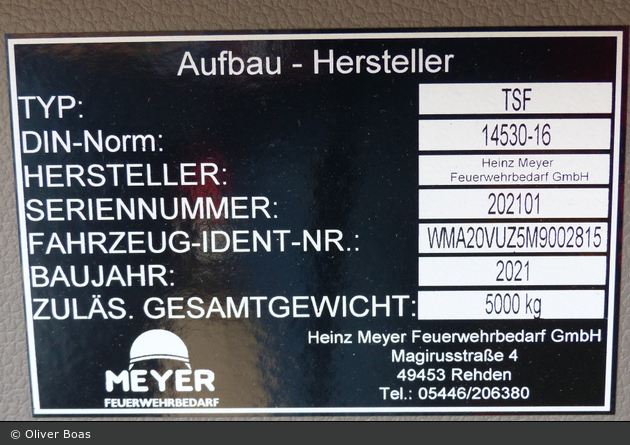 Aufbau - Hersteller
TYP: TSF
DIN-Norm: 14530-16
HERSTELLER: Heinz Meyer Feuerwehrbedarf GmbH
SERIENNUMMER: 202101
FAHRZEUG-IDENT-NR.: WMA20VUZ5M9002815
BAUJAHR: 2021
ZULÄS. GESAMTGEWICHT: 5000 kg
MEYER
FEUERWEHRBEDARF
Heinz Meyer Feuerwehrbedarf GmbH
Magirusstraße 4
49453 Rehden
Tel.: 05446/206380
© Oliver Boas